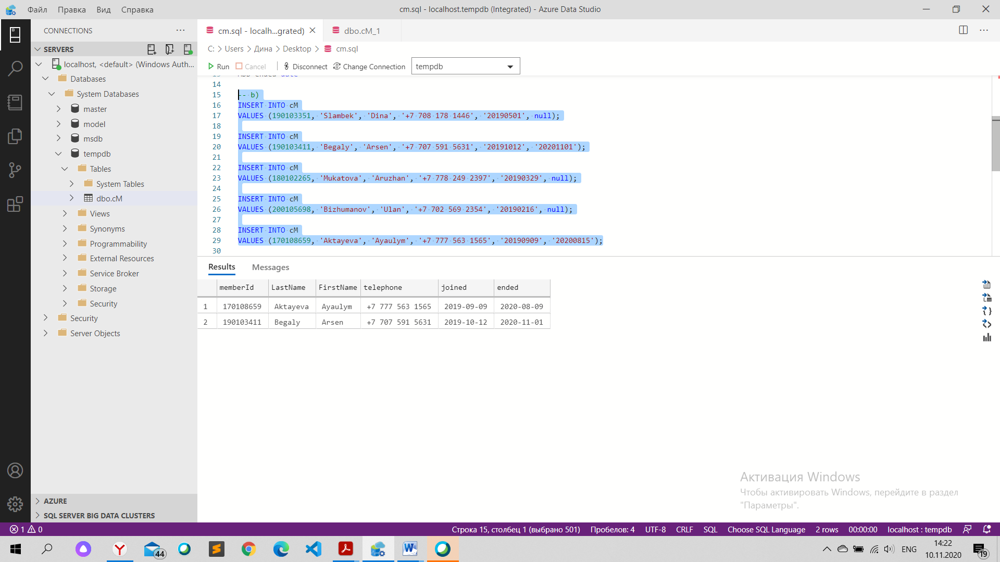 Файл Правка Вид Справка
cm.sql - localhost.tempdb (Integrated) - Azure Data Studio
CONNECTIONS
SERVERS
localhost, <default> (Windows Auth...
Databases
System Databases
master
model
msdb
tempdb
Tables
System Tables
dbo.cM
Views
Synonyms
Programmability
External Resources
Service Broker
Storage
Security
Security
Server Objects
AZURE
SQL SERVER BIG DATA CLUSTERS
cm.sql - localh...grated)
dbo.cM_1
C: > Users > Дина > Desktop > cm.sql
Run Cancel Disconnect Change Connection tempdb
14
15 -- b)
16 INSERT INTO cM
17 VALUES (190103351, 'Slambek', 'Dina', '+7 708 178 1446', '20190501', null);
18
19 INSERT INTO cM
20 VALUES (190103411, 'Begaly', 'Arsen', '+7 707 591 5631', '20191012', '20201101');
21
22 INSERT INTO cM
23 VALUES (180102265, 'Mukatova', 'Aruzhan', '+7 778 249 2397', '20190329', null);
24
25 INSERT INTO cM
26 VALUES (200105698, 'Bizhumanov', 'Ulan', '+7 702 569 2354', '20190216', null);
27
28 INSERT INTO cM
29 VALUES (170108659, 'Aktayeva', 'Ayaulym', '+7 777 563 1565', '20190909', '20200815');
30
Results Messages
memberId LastName FirstName telephone joined ended
1 170108659 Aktayeva Ayaulym +7 777 563 1565 2019-09-09 2020-08-09
2 190103411 Begaly Arsen +7 707 591 5631 2019-10-12 2020-11-01
Активация Windows
Чтобы активировать Windows, перейдите в раздел
"Параметры".
1 0
Строка 15, столбец 1 (выбрано 501) Пробелов: 4 UTF-8 CRLF SQL Choose SQL Language 2 rows 00:00:00 localhost : tempdb
44
ENG
14:22
10.11.2020
19